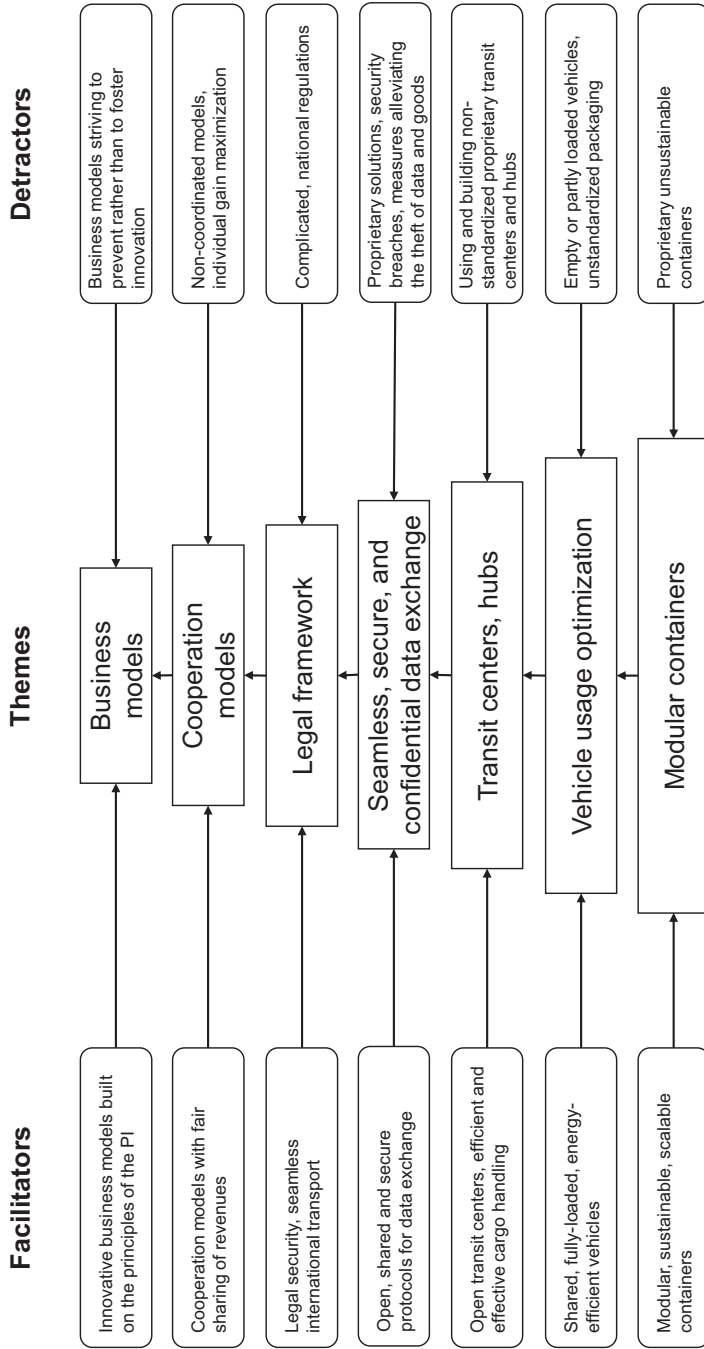 Facilitators
Themes
Detractors
Innovative business models built
on the principles of the PI
Business
models
Business models striving to
prevent rather than to foster
innovation
Cooperation models with fair
sharing of revenues
Cooperation
models
Non-coordinated models,
individual gain maximization
Legal security, seamless
international transport
Legal framework
Complicated, national regulations
Open, shared and secure
protocols for data exchange
Seamless, secure, and
confidential data exchange
Proprietary solutions, security
breaches, measures alleviating
the theft of data and goods
Open transit centers, efficient and
effective cargo handling
Transit centers, hubs
Using and building non-
standardized proprietary transit
centers and hubs
Shared, fully-loaded, energy-
efficient vehicles
Vehicle usage optimization
Empty or partly loaded vehicles,
unstandardized packaging
Modular, sustainable, scalable
containers
Modular containers
Proprietary unsustainable
containers